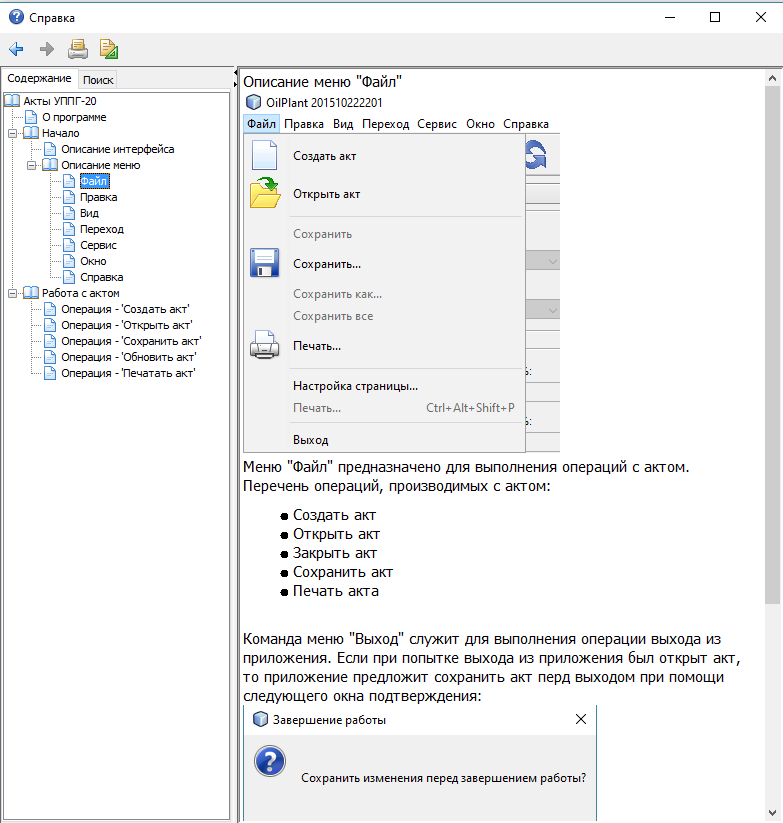 Справка
Содержание
Поиск
Акты УППГ-20
О программе
Начало
Описание интерфейса
Описание меню
Файл
Правка
Вид
Переход
Сервис
Окно
Справка
Работа с актом
Операция - 'Создать акт'
Операция - 'Открыть акт'
Операция - 'Сохранить акт'
Операция - 'Обновить акт'
Операция - 'Печатать акт'
Описание меню "Файл"
OilPlant 201510222201
Файл Правка Вид Переход Сервис Окно Справка
Создать акт
Открыть акт
Сохранить
Сохранить...
Сохранить как...
Сохранить все
Печать...
%:
Настройка страницы...
Печать... Ctrl+Alt+Shift+P
%:
Выход
Меню "Файл" предназначено для выполнения операций с актом.
Перечень операций, производимых с актом:
Создать акт
Открыть акт
Закрыть акт
Сохранить акт
Печать акта
Команда меню "Выход" служит для выполнения операции выхода из
приложения. Если при попытке выхода из приложения был открыт акт,
то приложение предложит сохранить акт перд выходом при помощи
следующего окна подтверждения:
Завершение работы
Сохранить изменения перед завершением работы?